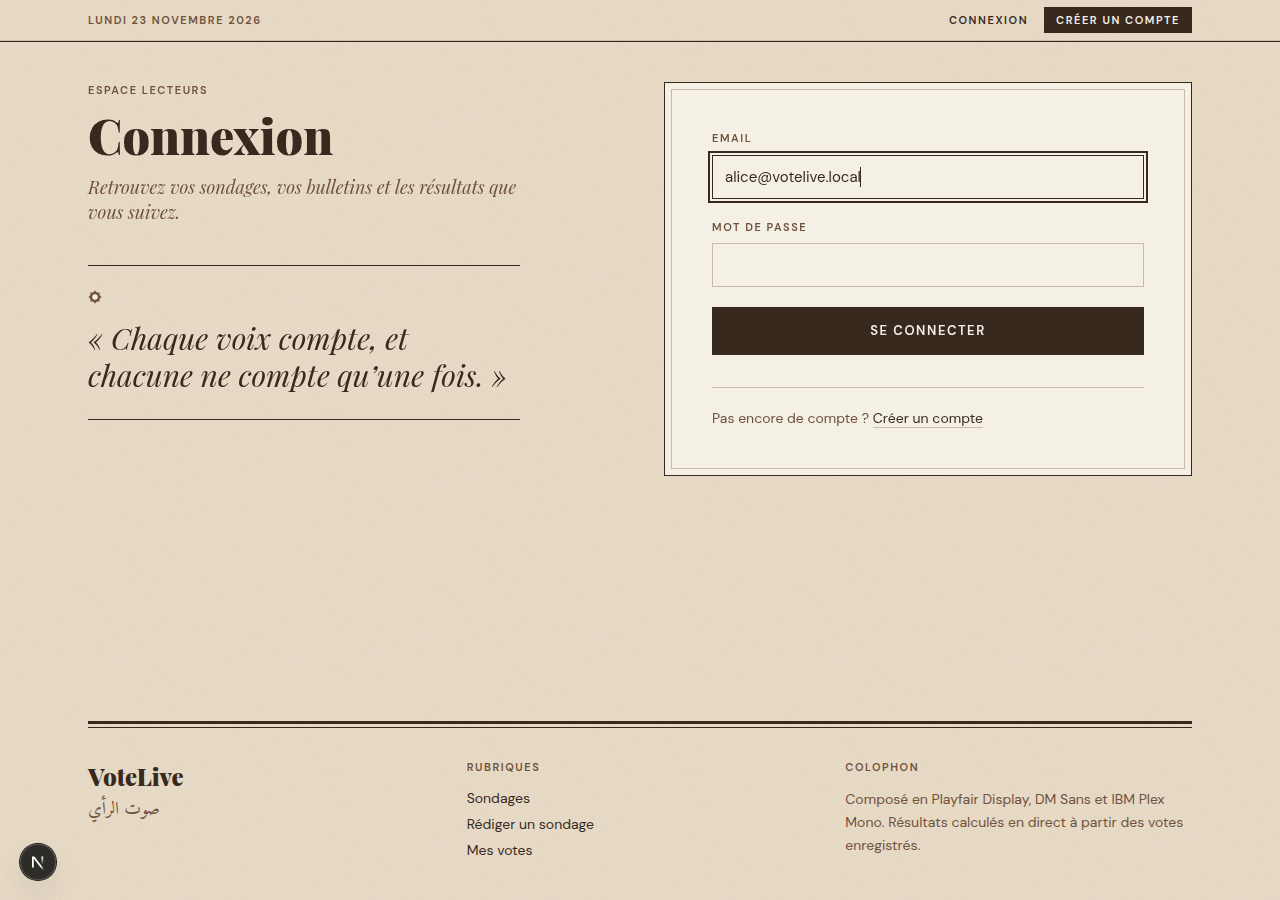 LUNDI 23 NOVEMBRE 2026
CONNEXION
CRÉER UN COMPTE
ESPACE LECTEURS
Connexion
Retrouvez vos sondages, vos bulletins et les résultats que
vous suivez.
« Chaque voix compte, et
chacune ne compte qu’une fois. »
EMAIL
alice@votelive.local
MOT DE PASSE
SE CONNECTER
Pas encore de compte ? Créer un compte
VoteLive
صوت الرأي
RUBRIQUES
Sondages
Rédiger un sondage
Mes votes
COLOPHON
Composé en Playfair Display, DM Sans et IBM Plex
Mono. Résultats calculés en direct à partir des votes
enregistrés.
N